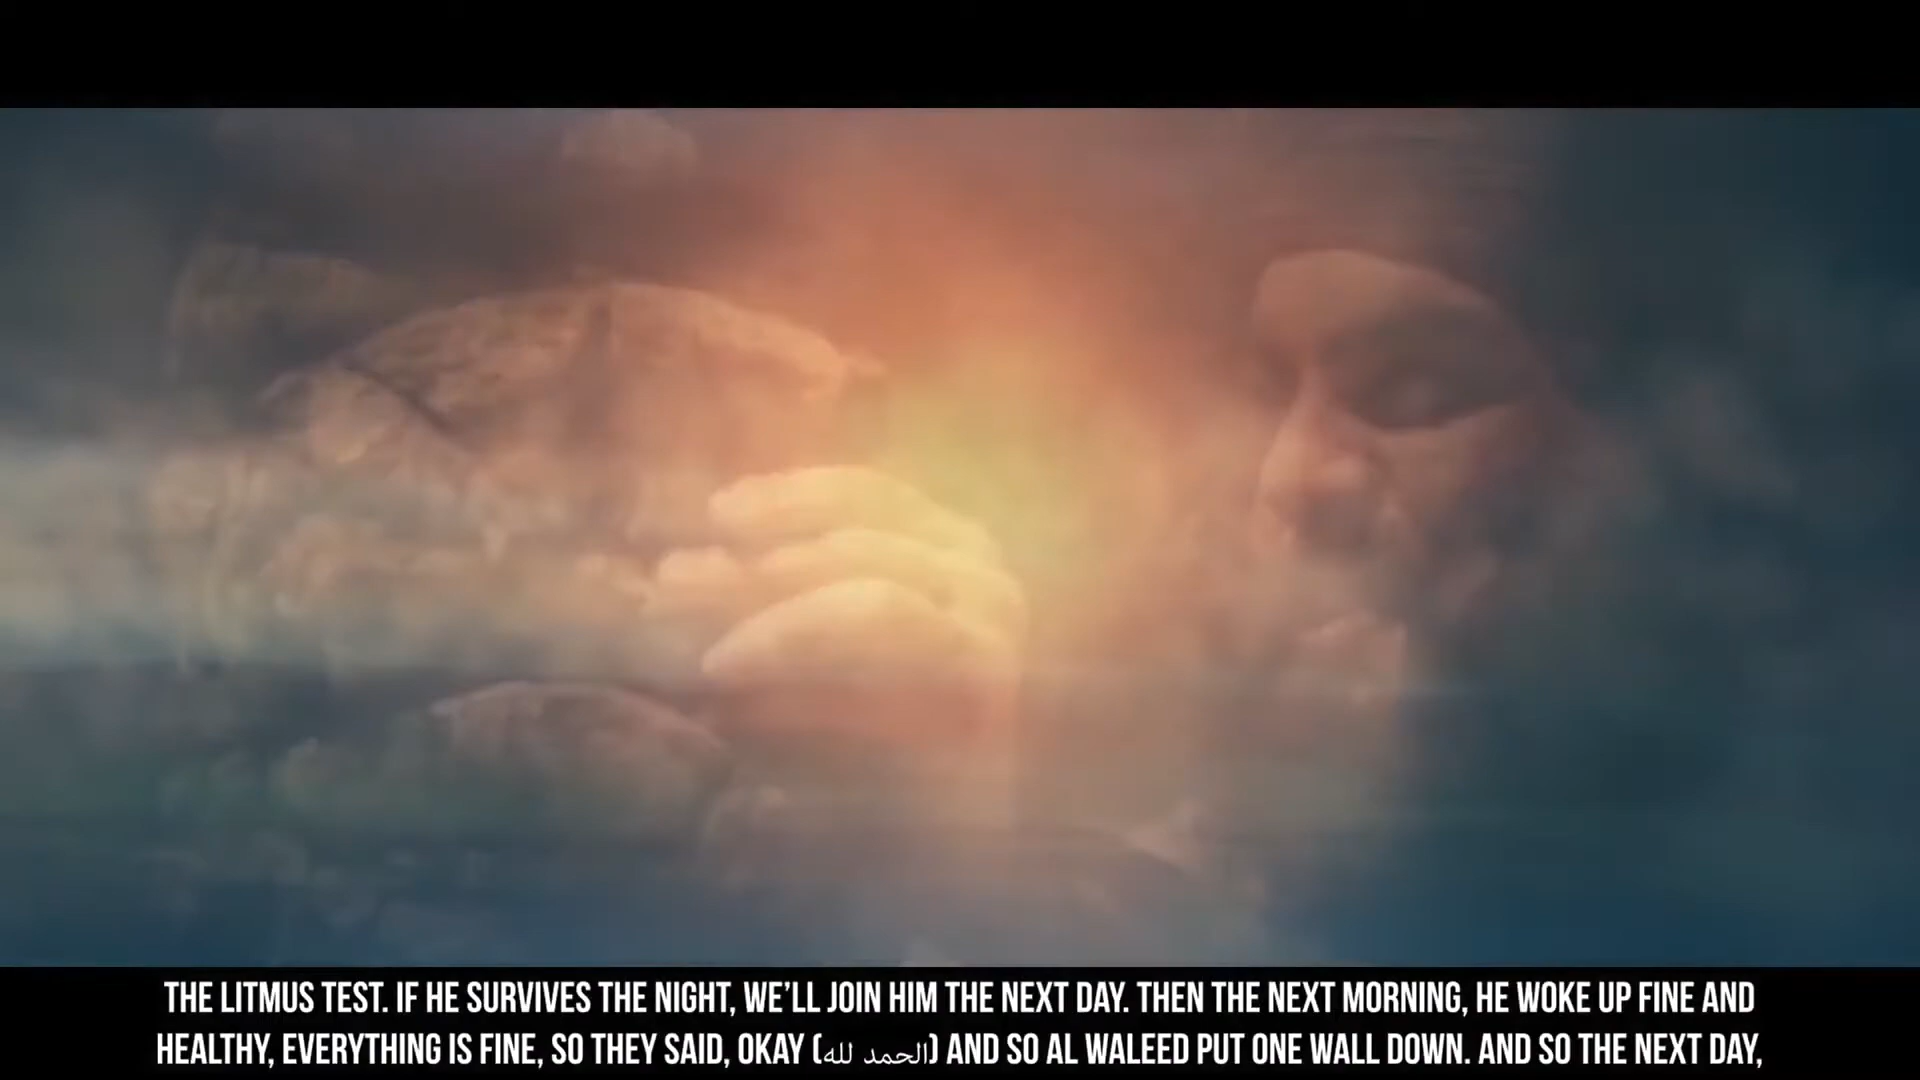 THE LITMUS TEST. IF HE SURVIVES THE NIGHT, WE’LL JOIN HIM THE NEXT DAY. THEN THE NEXT MORNING, HE WOKE UP FINE AND
HEALTHY, EVERYTHING IS FINE, SO THEY SAID, OKAY (الحمد لله) AND SO AL WALEED PUT ONE WALL DOWN. AND SO THE NEXT DAY,